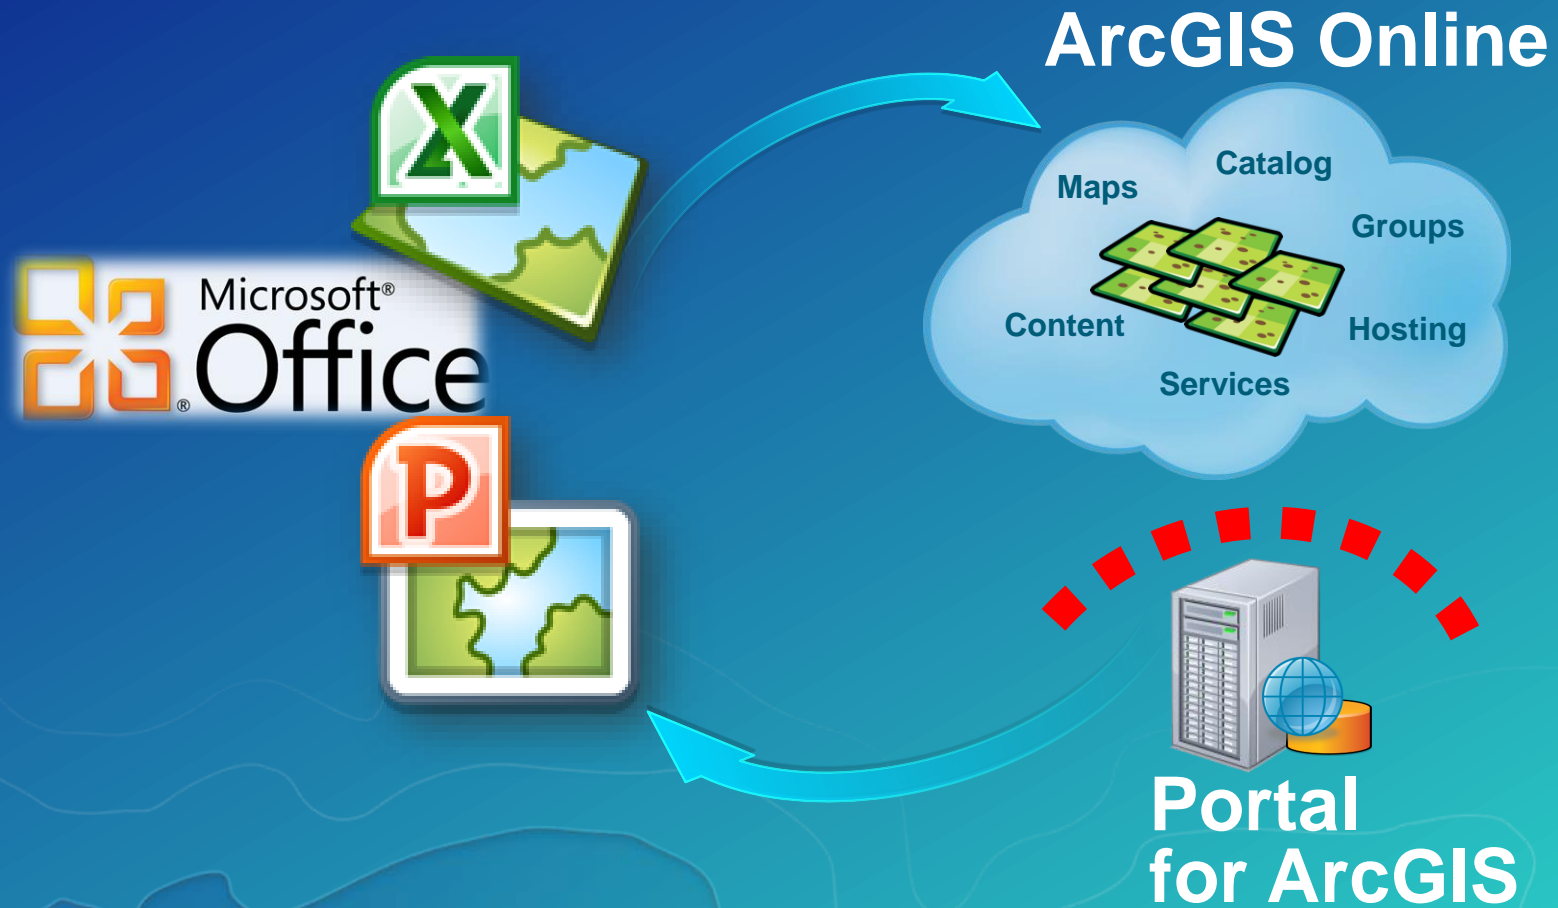 ArcGIS Online
Catalog
Maps
Groups
Content
Hosting
Services
X
Microsoft®
Office
®
P
Portal
for ArcGIS